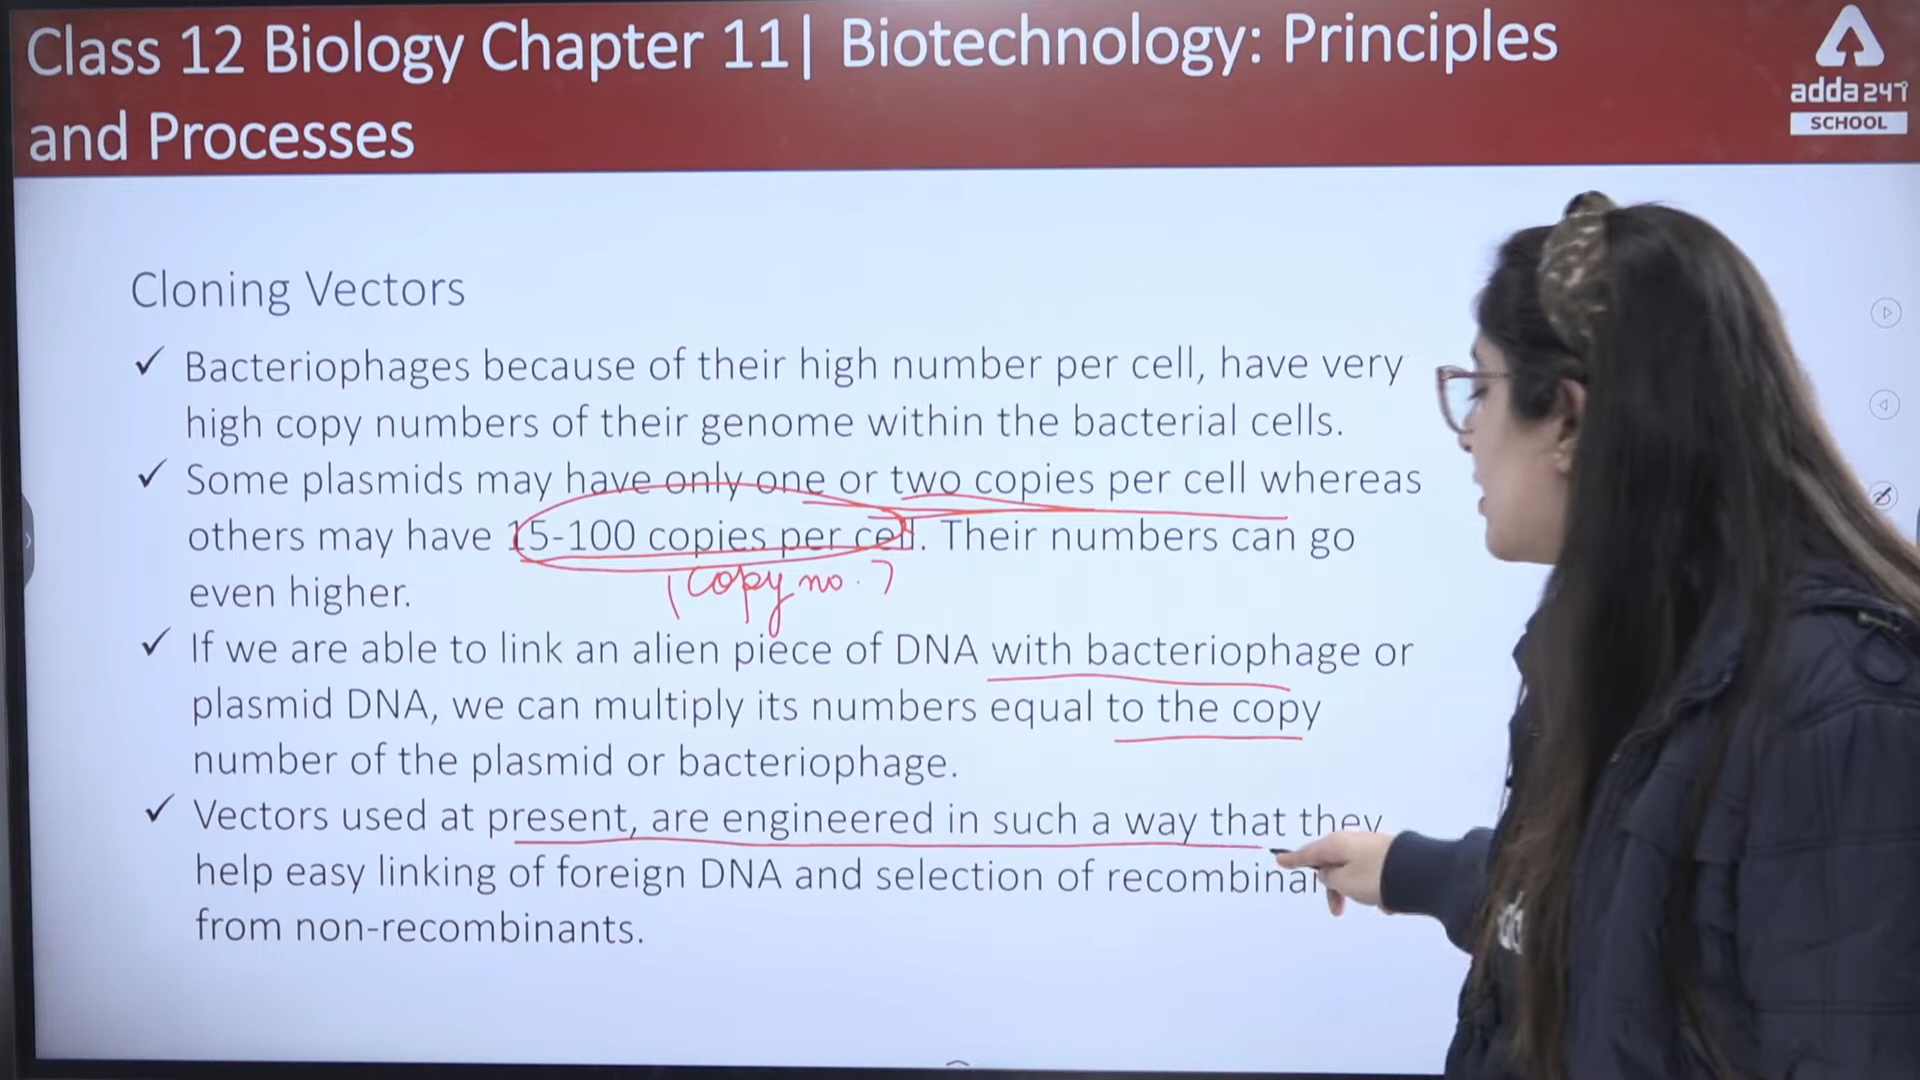 Class 12 Biology Chapter 11| Biotechnology: Principles
and Processes
adda247
SCHOOL
Cloning Vectors
✓ Bacteriophages because of their high number per cell, have very
high copy numbers of their genome within the bacterial cells.
✓ Some plasmids may have only one or two copies per cell whereas
others may have 15-100 copies per cell. Their numbers can go
even higher.
(Copy no.)
✓ If we are able to link an alien piece of DNA with bacteriophage or
plasmid DNA, we can multiply its numbers equal to the copy
number of the plasmid or bacteriophage.
✓ Vectors used at present, are engineered in such a way that they
help easy linking of foreign DNA and selection of
from non-recombinants.